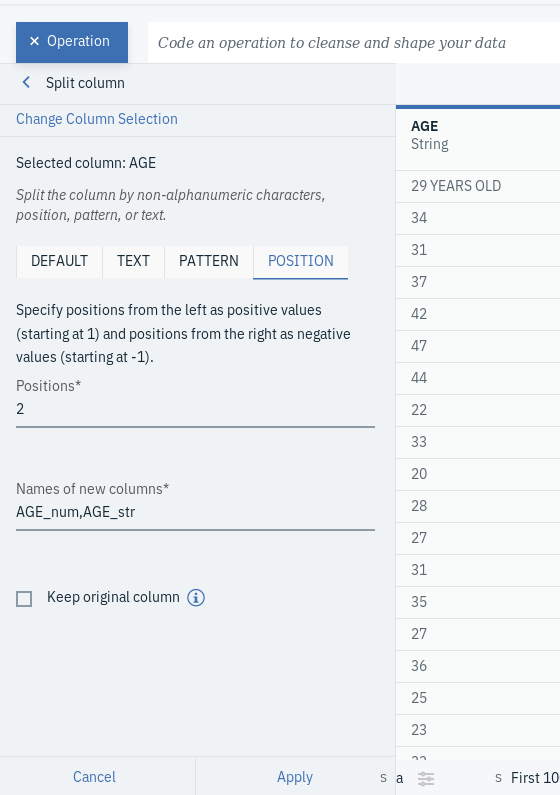 × Operation
Code an operation to cleanse and shape your data
Split column
Change Column Selection
Selected column: AGE
Split the column by non-alphanumeric characters,
position, pattern, or text.
DEFAULT TEXT PATTERN POSITION
Specify positions from the left as positive values
(starting at 1) and positions from the right as negative
values (starting at -1).
Positions*
2
Names of new columns*
AGE_num,AGE_str
Keep original column
Cancel Apply
AGE
String
29 YEARS OLD
34
31
37
42
47
44
22
33
20
28
27
31
35
27
36
25
23
S a S First 10